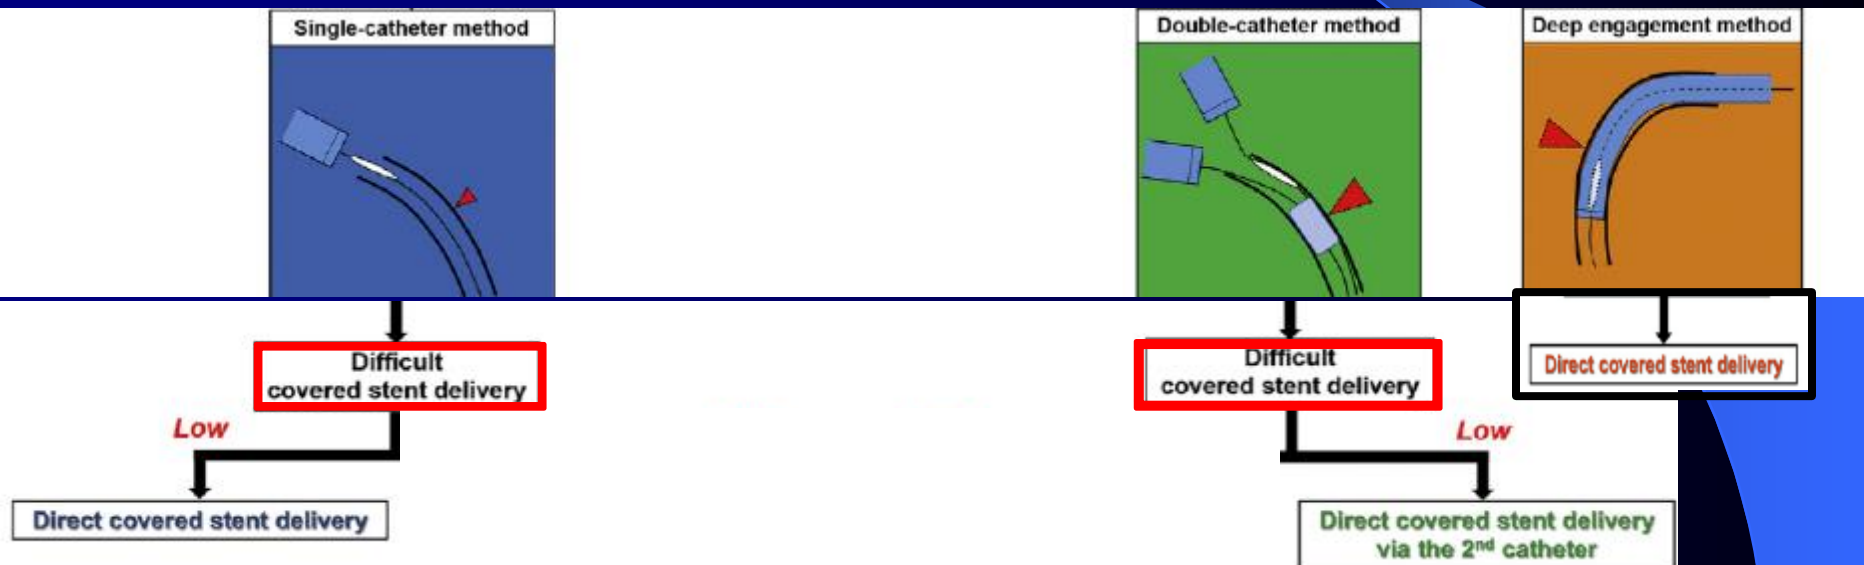 Single-catheter method
Double-catheter method
Deep engagement method
Difficult
covered stent delivery
Difficult
covered stent delivery
Direct covered stent delivery
Low
Low
Direct covered stent delivery
Direct covered stent delivery
via the 2nd catheter